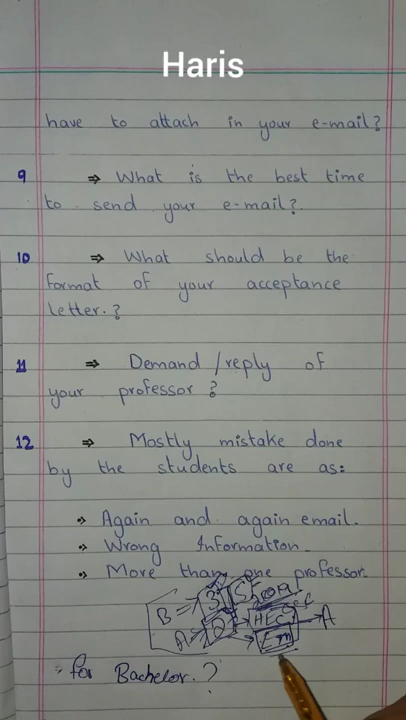 Haris
have to attach in your e-mail?
9 ⇒ What is the best time
to send your e-mail?
10 ⇒ What should be the
format of your acceptance
letter.?
11 ⇒ Demand/reply of
your professor?
12 ⇒ Mostly mistake done
by the students are as:
Again and again email.
Wrong Information.
More than one professor.
B ⇒ 3
A HEC A
for Bachelor.?